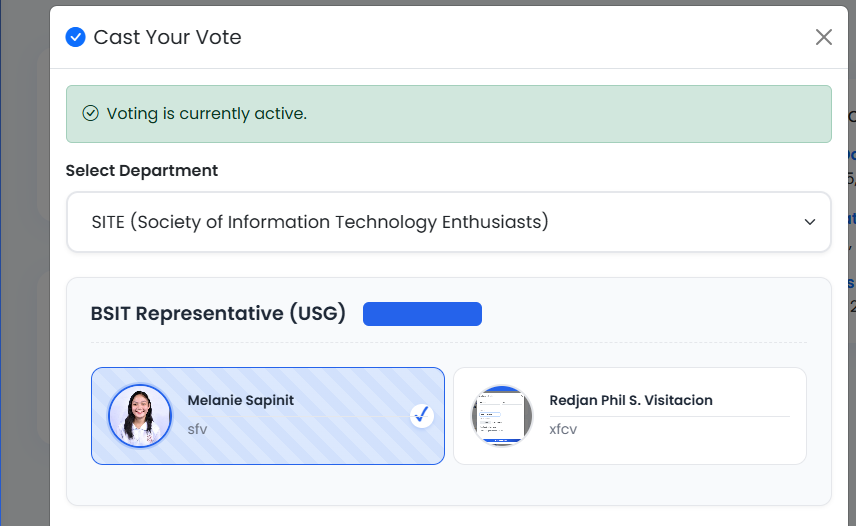 Cast Your Vote
Voting is currently active.
Select Department
SITE (Society of Information Technology Enthusiasts)
BSIT Representative (USG)
Melanie Sapinit
sfv
Redjan Phil S. Visitacion
xfcv